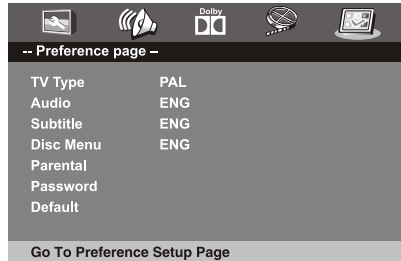 Dolby
-- Preference page –
TV Type PAL
Audio ENG
Subtitle ENG
Disc Menu ENG
Parental
Password
Default
Go To Preference Setup Page